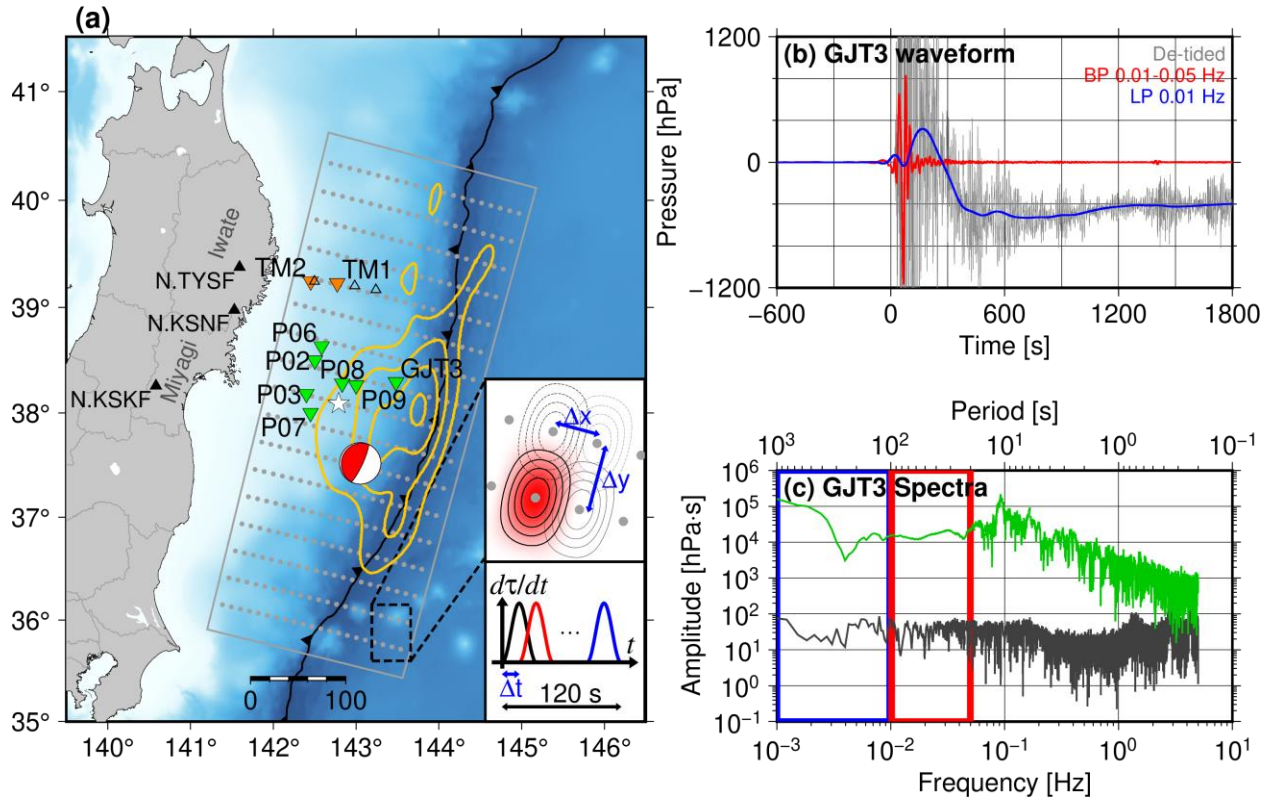 (a)
41°
40°
39°
38°
37°
36°
35°
140°
141°
142°
143°
144°
145°
146°
Iwate
Miyagi
N.TYSF
N.KSNF
N.KSKF
TM2
TM1
P06
P02
P08
GJT3
P03
P09
P07
0
100
Δx
Δy
dτ/dt
...
t
Δt
120 s
(b) GJT3 waveform
De-tided
BP 0.01-0.05 Hz
LP 0.01 Hz
Pressure [hPa]
1200
0
−1200
−600
0
600
1200
1800
Time [s]
Period [s]
10³
10²
10¹
10⁰
10⁻¹
(c) GJT3 Spectra
Amplitude [hPa·s]
10⁶
10⁵
10⁴
10³
10²
10¹
10⁰
10⁻¹
10⁻³
10⁻²
10⁻¹
10⁰
10¹
Frequency [Hz]